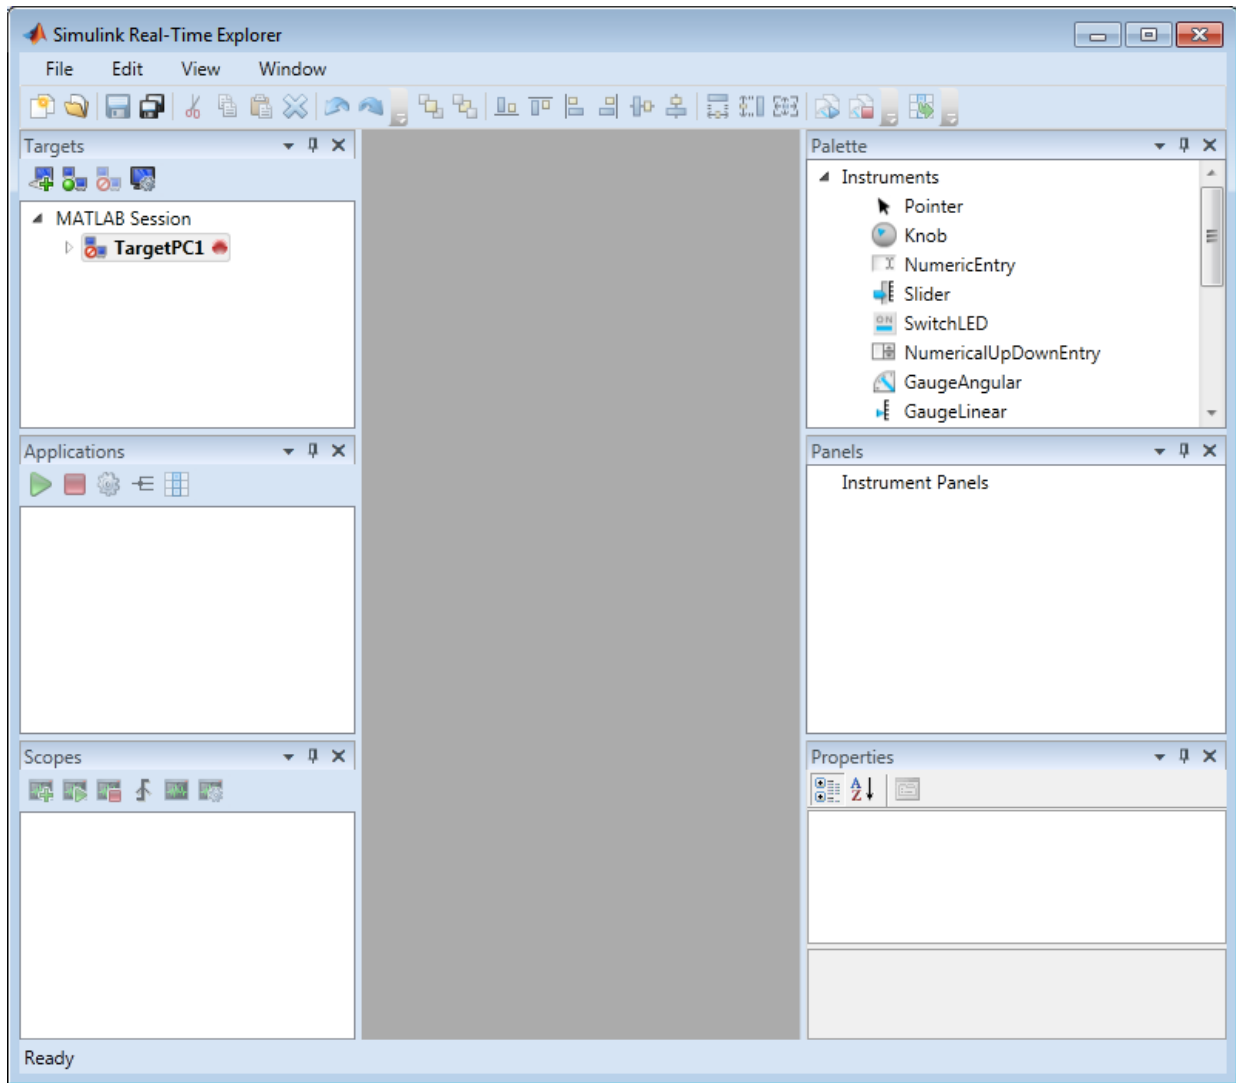 Simulink Real-Time Explorer
File Edit View Window
Targets
MATLAB Session
TargetPC1
Applications
Scopes
Palette
Instruments
Pointer
Knob
NumericEntry
Slider
ON
SwitchLED
NumericalUpDownEntry
GaugeAngular
GaugeLinear
Panels
Instrument Panels
Properties
A
Z
Ready